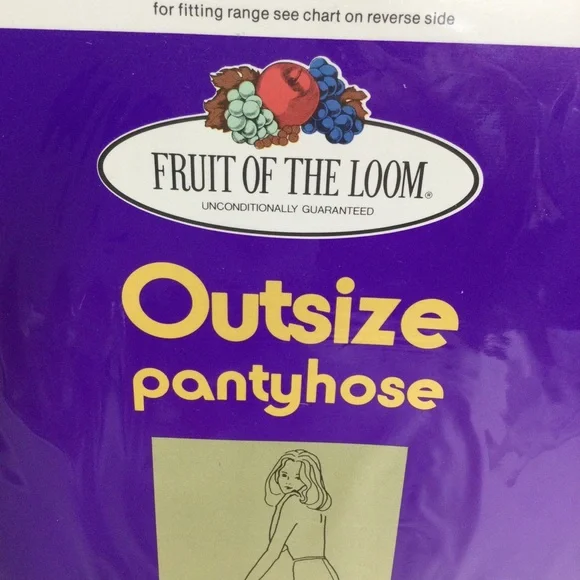 for fitting range see chart on reverse side
FRUIT OF THE LOOM®
UNCONDITIONALLY GUARANTEED
Outsize
pantyhose